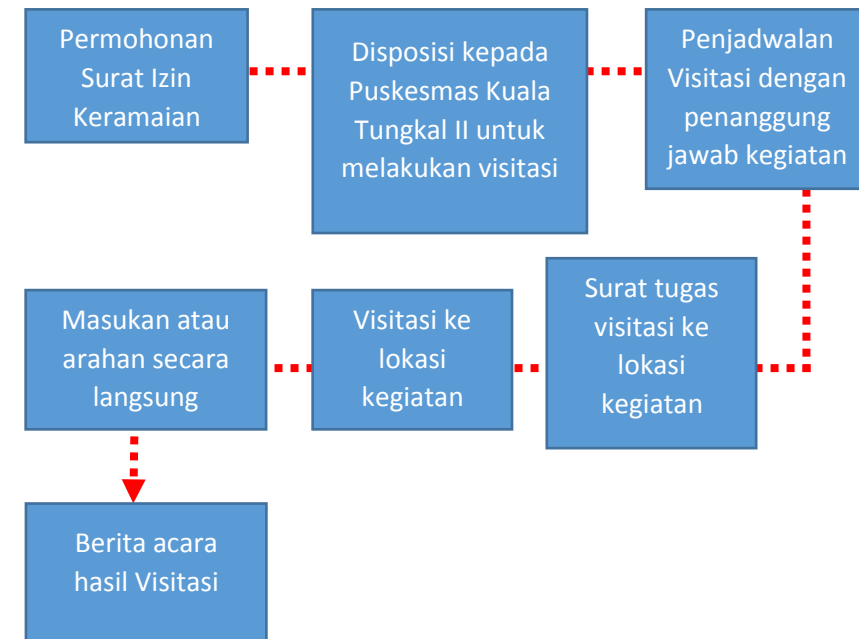 Permohonan
Surat Izin
Keramaian
Disposisi kepada
Puskesmas Kuala
Tungkal II untuk
melakukan visitasi
Penjadwalan
Visitasi dengan
penanggung
jawab kegiatan
Surat tugas
visitasi ke
lokasi
kegiatan
Visitasi ke
lokasi
kegiatan
Masukan atau
arahan secara
langsung
Berita acara
hasil Visitasi